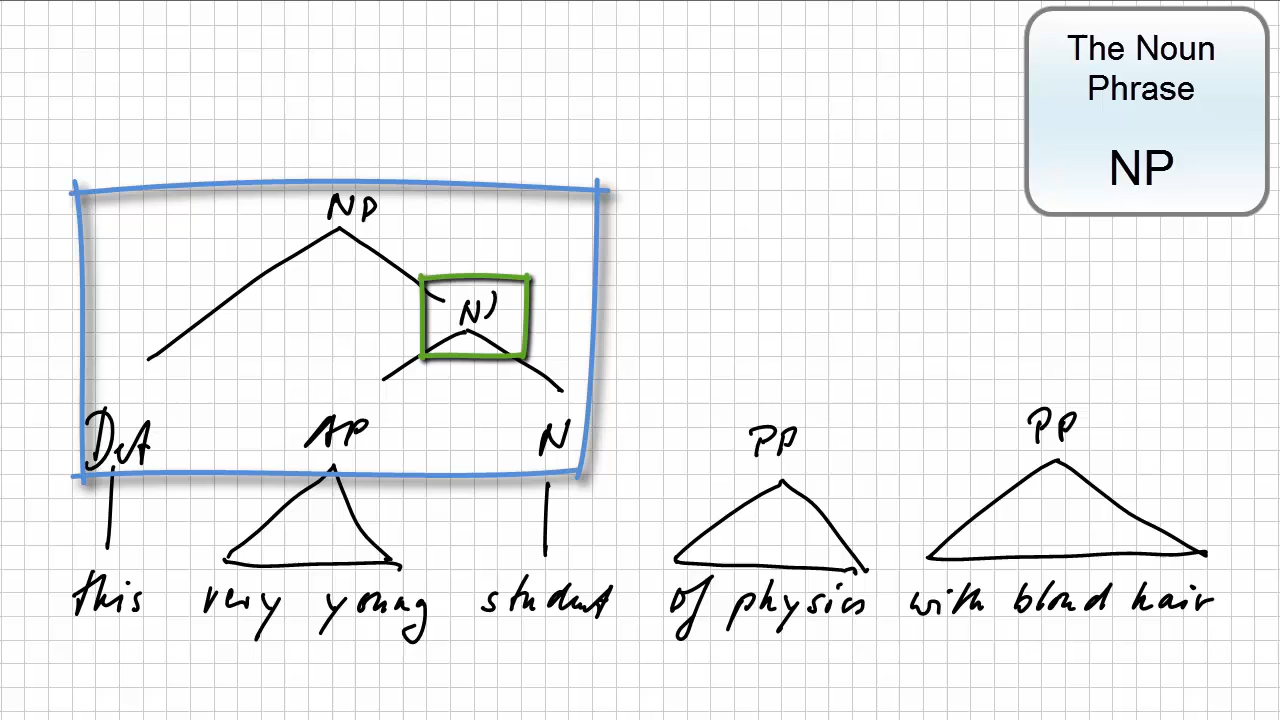 The Noun
Phrase
NP
NP
N'
Det AP N PP PP
this very young student of physics with blond hair